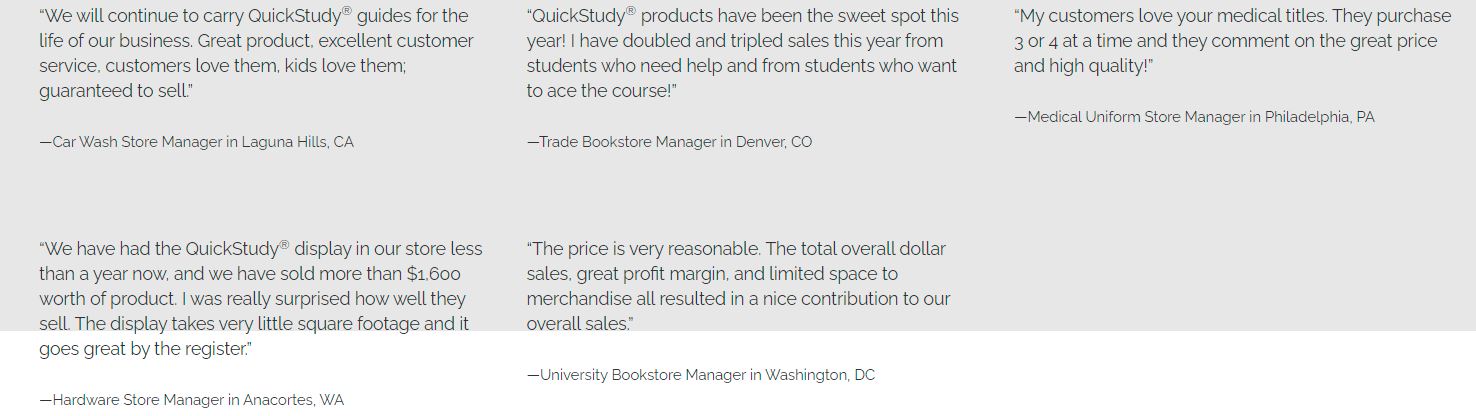 “We will continue to carry QuickStudy® guides for the
life of our business. Great product, excellent customer
service, customers love them, kids love them;
guaranteed to sell.”
—Car Wash Store Manager in Laguna Hills, CA
“QuickStudy® products have been the sweet spot this
year! I have doubled and tripled sales this year from
students who need help and from students who want
to ace the course!”
—Trade Bookstore Manager in Denver, CO
“My customers love your medical titles. They purchase
3 or 4 at a time and they comment on the great price
and high quality!”
—Medical Uniform Store Manager in Philadelphia, PA
“We have had the QuickStudy® display in our store less
than a year now, and we have sold more than $1,600
worth of product. I was really surprised how well they
sell. The display takes very little square footage and it
goes great by the register.”
—Hardware Store Manager in Anacortes, WA
“The price is very reasonable. The total overall dollar
sales, great profit margin, and limited space to
merchandise all resulted in a nice contribution to our
overall sales.”
—University Bookstore Manager in Washington, DC